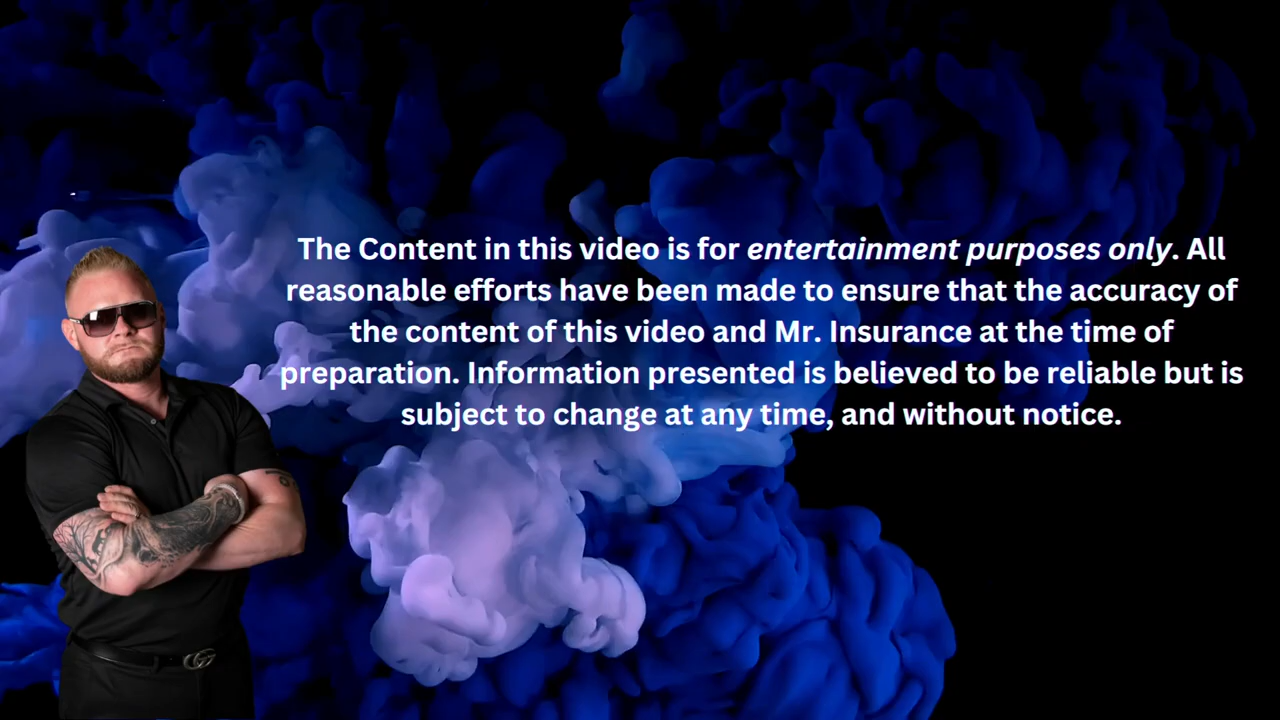 The Content in this video is for entertainment purposes only. All
reasonable efforts have been made to ensure that the accuracy of
the content of this video and Mr. Insurance at the time of
preparation. Information presented is believed to be reliable but is
subject to change at any time, and without notice.